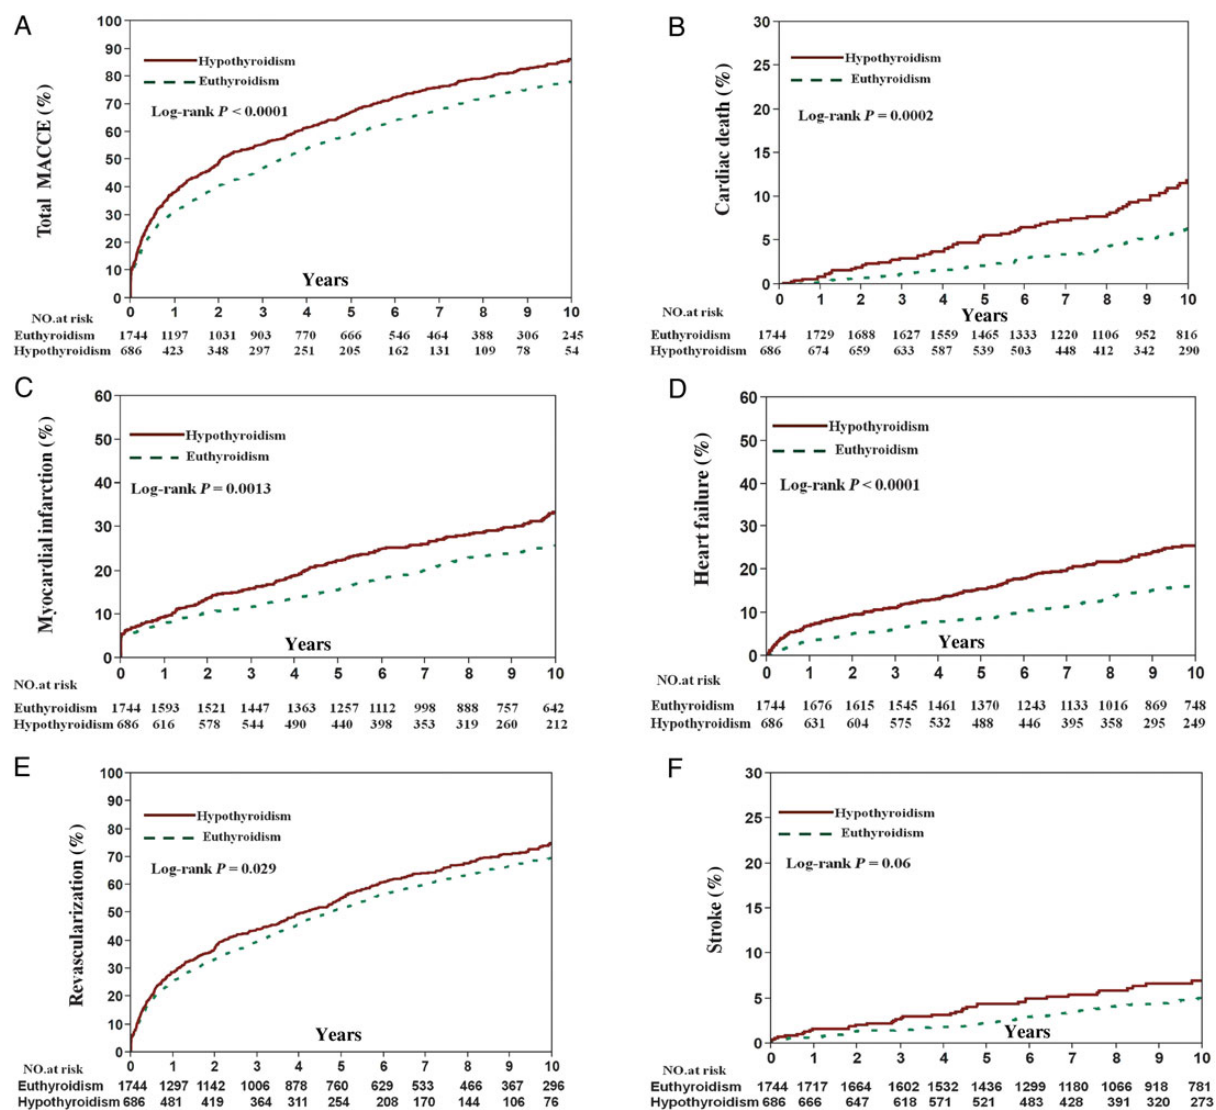 A
Total MACCE (%)
100
90
80
70
60
50
40
30
20
10
0
Hypothyroidism
Euthyroidism
Log-rank P < 0.0001
Years
0 1 2 3 4 5 6 7 8 9 10
NO.at risk
Euthyroidism 1744 1197 1031 903 770 666 546 464 388 306 245
Hypothyroidism 686 423 348 297 251 205 162 131 109 78 54
B
Cardiac death (%)
30
25
20
15
10
5
0
Hypothyroidism
Euthyroidism
Log-rank P = 0.0002
0 1 2 3 4 5 6 7 8 9 10
Years
NO.at risk
Euthyroidism 1744 1729 1688 1627 1559 1465 1333 1220 1106 952 816
Hypothyroidism 686 674 659 633 587 539 503 448 412 342 290
C
Myocardial infarction (%)
60
50
40
30
20
10
0
Hypothyroidism
Euthyroidism
Log-rank P = 0.0013
Years
0 1 2 3 4 5 6 7 8 9 10
NO.at risk
Euthyroidism 1744 1593 1521 1447 1363 1257 1112 998 888 757 642
Hypothyroidism 686 616 578 544 490 440 398 353 319 260 212
D
Heart failure (%)
60
50
40
30
20
10
0
Hypothyroidism
Euthyroidism
Log-rank P < 0.0001
Years
0 1 2 3 4 5 6 7 8 9 10
NO.at risk
Euthyroidism 1744 1676 1615 1545 1461 1370 1243 1133 1016 869 748
Hypothyroidism 686 631 604 575 532 488 446 395 358 295 249
E
Revascularization (%)
100
90
80
70
60
50
40
30
20
10
0
Hypothyroidism
Euthyroidism
Log-rank P = 0.029
Years
0 1 2 3 4 5 6 7 8 9 10
NO.at risk
Euthyroidism 1744 1297 1142 1006 878 760 629 533 466 367 296
Hypothyroidism 686 481 419 364 311 254 208 170 144 106 76
F
Stroke (%)
30
25
20
15
10
5
0
Hypothyroidism
Euthyroidism
Log-rank P = 0.06
Years
0 1 2 3 4 5 6 7 8 9 10
NO.at risk
Euthyroidism 1744 1717 1664 1602 1532 1436 1299 1180 1066 918 781
Hypothyroidism 686 666 647 618 571 521 483 428 391 320 273